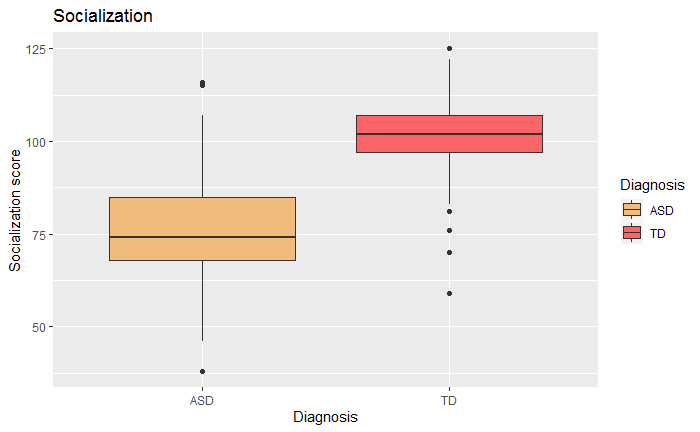 Socialization
125
100
75
50
Socialization score
ASD
TD
Diagnosis
Diagnosis
ASD
TD